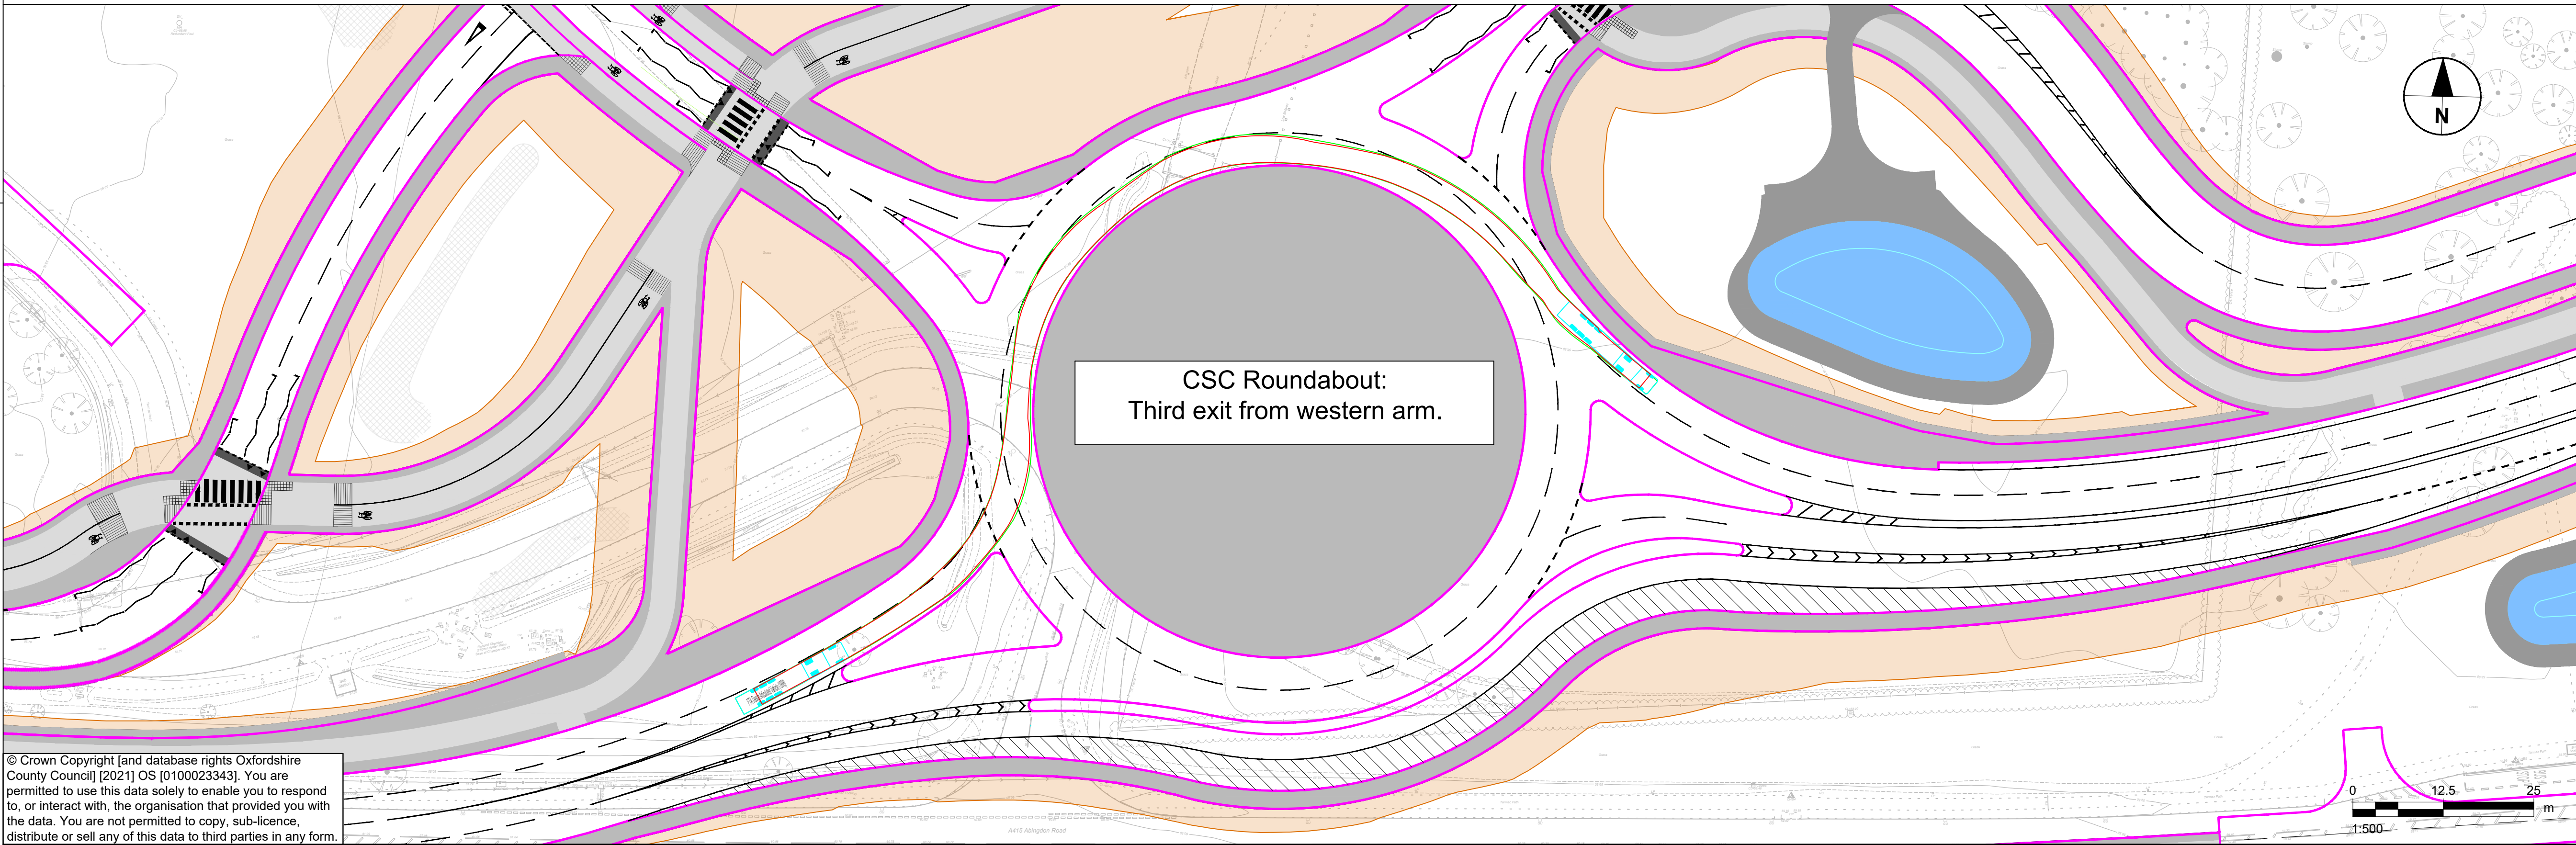 N
CSC Roundabout:
Third exit from western arm.
© Crown Copyright [and database rights Oxfordshire
County Council] [2021] OS [0100023343]. You are
permitted to use this data solely to enable you to respond
to, or interact with, the organisation that provided you with
the data. You are not permitted to copy, sub-licence,
distribute or sell any of this data to third parties in any form.
A415 Abingdon Road
0 12.5 25
m
1:500